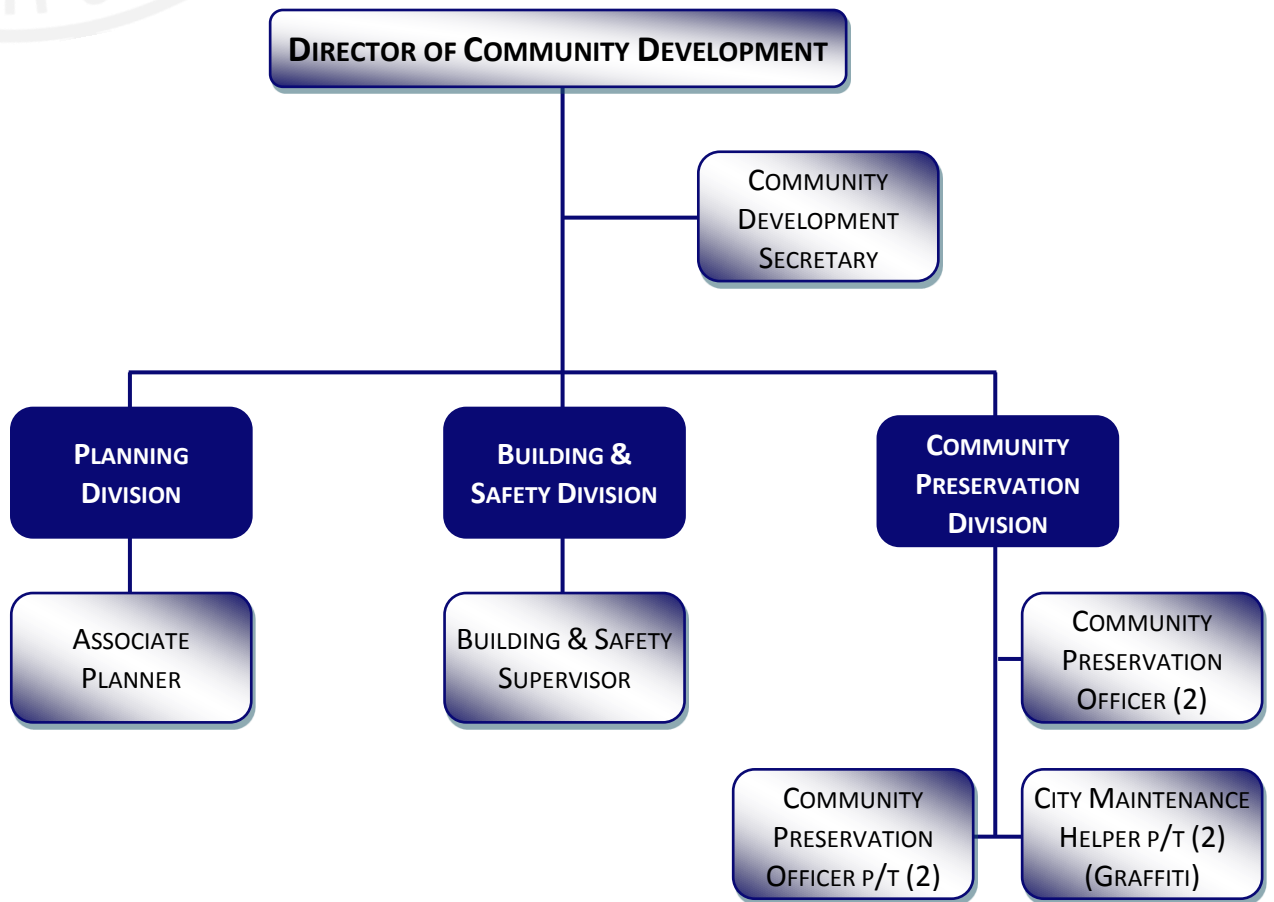 DIRECTOR OF COMMUNITY DEVELOPMENT
COMMUNITY
DEVELOPMENT
SECRETARY
PLANNING
DIVISION
BUILDING &
SAFETY DIVISION
COMMUNITY
PRESERVATION
DIVISION
ASSOCIATE
PLANNER
BUILDING & SAFETY
SUPERVISOR
COMMUNITY
PRESERVATION
OFFICER (2)
COMMUNITY
PRESERVATION
OFFICER P/T (2)
CITY MAINTENANCE
HELPER P/T (2)
(GRAFFITI)